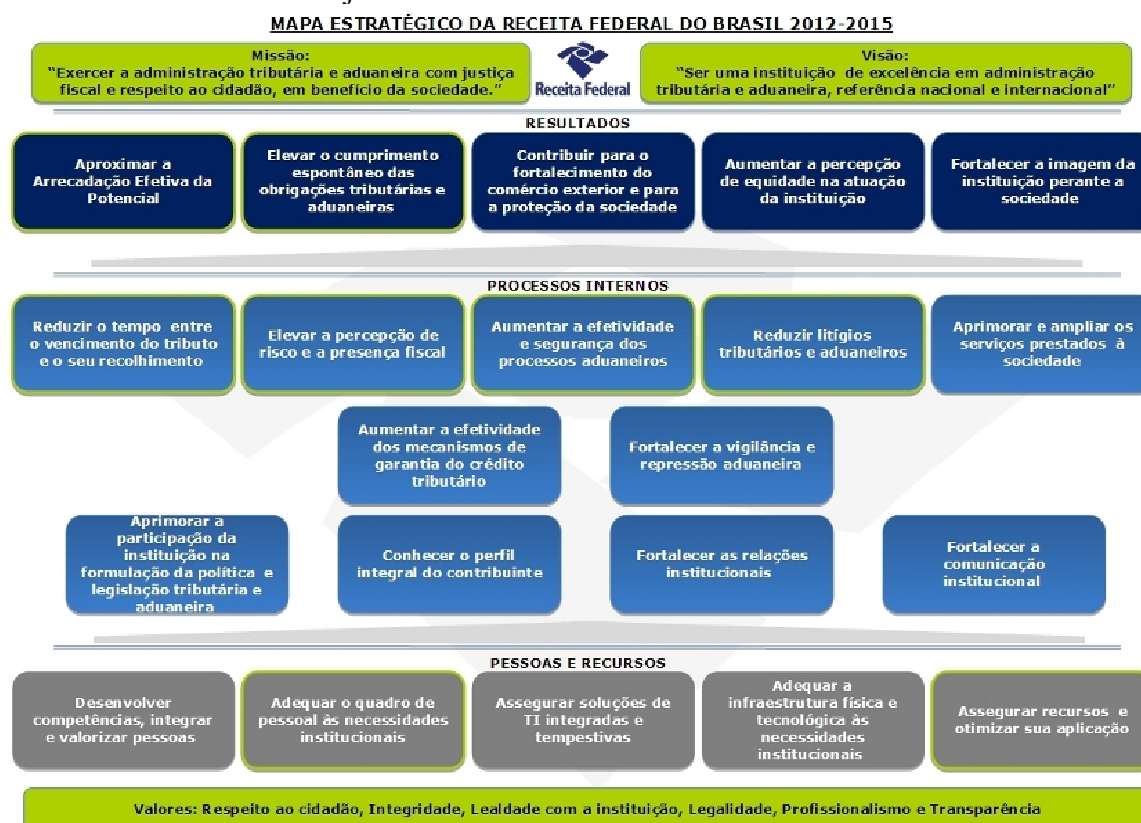 MAPA ESTRATÉGICO DA RECEITA FEDERAL DO BRASIL 2012-2015
Missão:
“Exercer a administração tributária e aduaneira com justiça
fiscal e respeito ao cidadão, em benefício da sociedade.”
Receita Federal
Visão:
“Ser uma instituição de excelência em administração
tributária e aduaneira, referência nacional e internacional”
RESULTADOS
Aproximar a
Arrecadação Efetiva da
Potencial
Elevar o cumprimento
espontâneo das
obrigações tributárias e
aduaneiras
Contribuir para o
fortalecimento do
comércio exterior e para
a proteção da sociedade
Aumentar a percepção
de equidade na atuação
da instituição
Fortalecer a imagem da
instituição perante a
sociedade
PROCESSOS INTERNOS
Reduzir o tempo entre
o vencimento do tributo
e o seu recolhimento
Elevar a percepção de
risco e a presença fiscal
Aumentar a efetividade
e segurança dos
processos aduaneiros
Reduzir litígios
tributários e aduaneiros
Aprimorar e ampliar os
serviços prestados à
sociedade
Aumentar a efetividade
dos mecanismos de
garantia do crédito
tributário
Fortalecer a vigilância e
repressão aduaneira
Aprimorar a
participação da
instituição na
formulação da política e
legislação tributária e
aduaneira
Conhecer o perfil
integral do contribuinte
Fortalecer as relações
institucionais
Fortalecer a
comunicação
institucional
PESSOAS E RECURSOS
Desenvolver
competências, integrar
e valorizar pessoas
Adequar o quadro de
pessoal às necessidades
institucionais
Assegurar soluções de
TI integradas e
tempestivas
Adequar a
infraestrutura física e
tecnológica às
necessidades
institucionais
Assegurar recursos e
otimizar sua aplicação
Valores: Respeito ao cidadão, Integridade, Lealdade com a instituição, Legalidade, Profissionalismo e Transparência